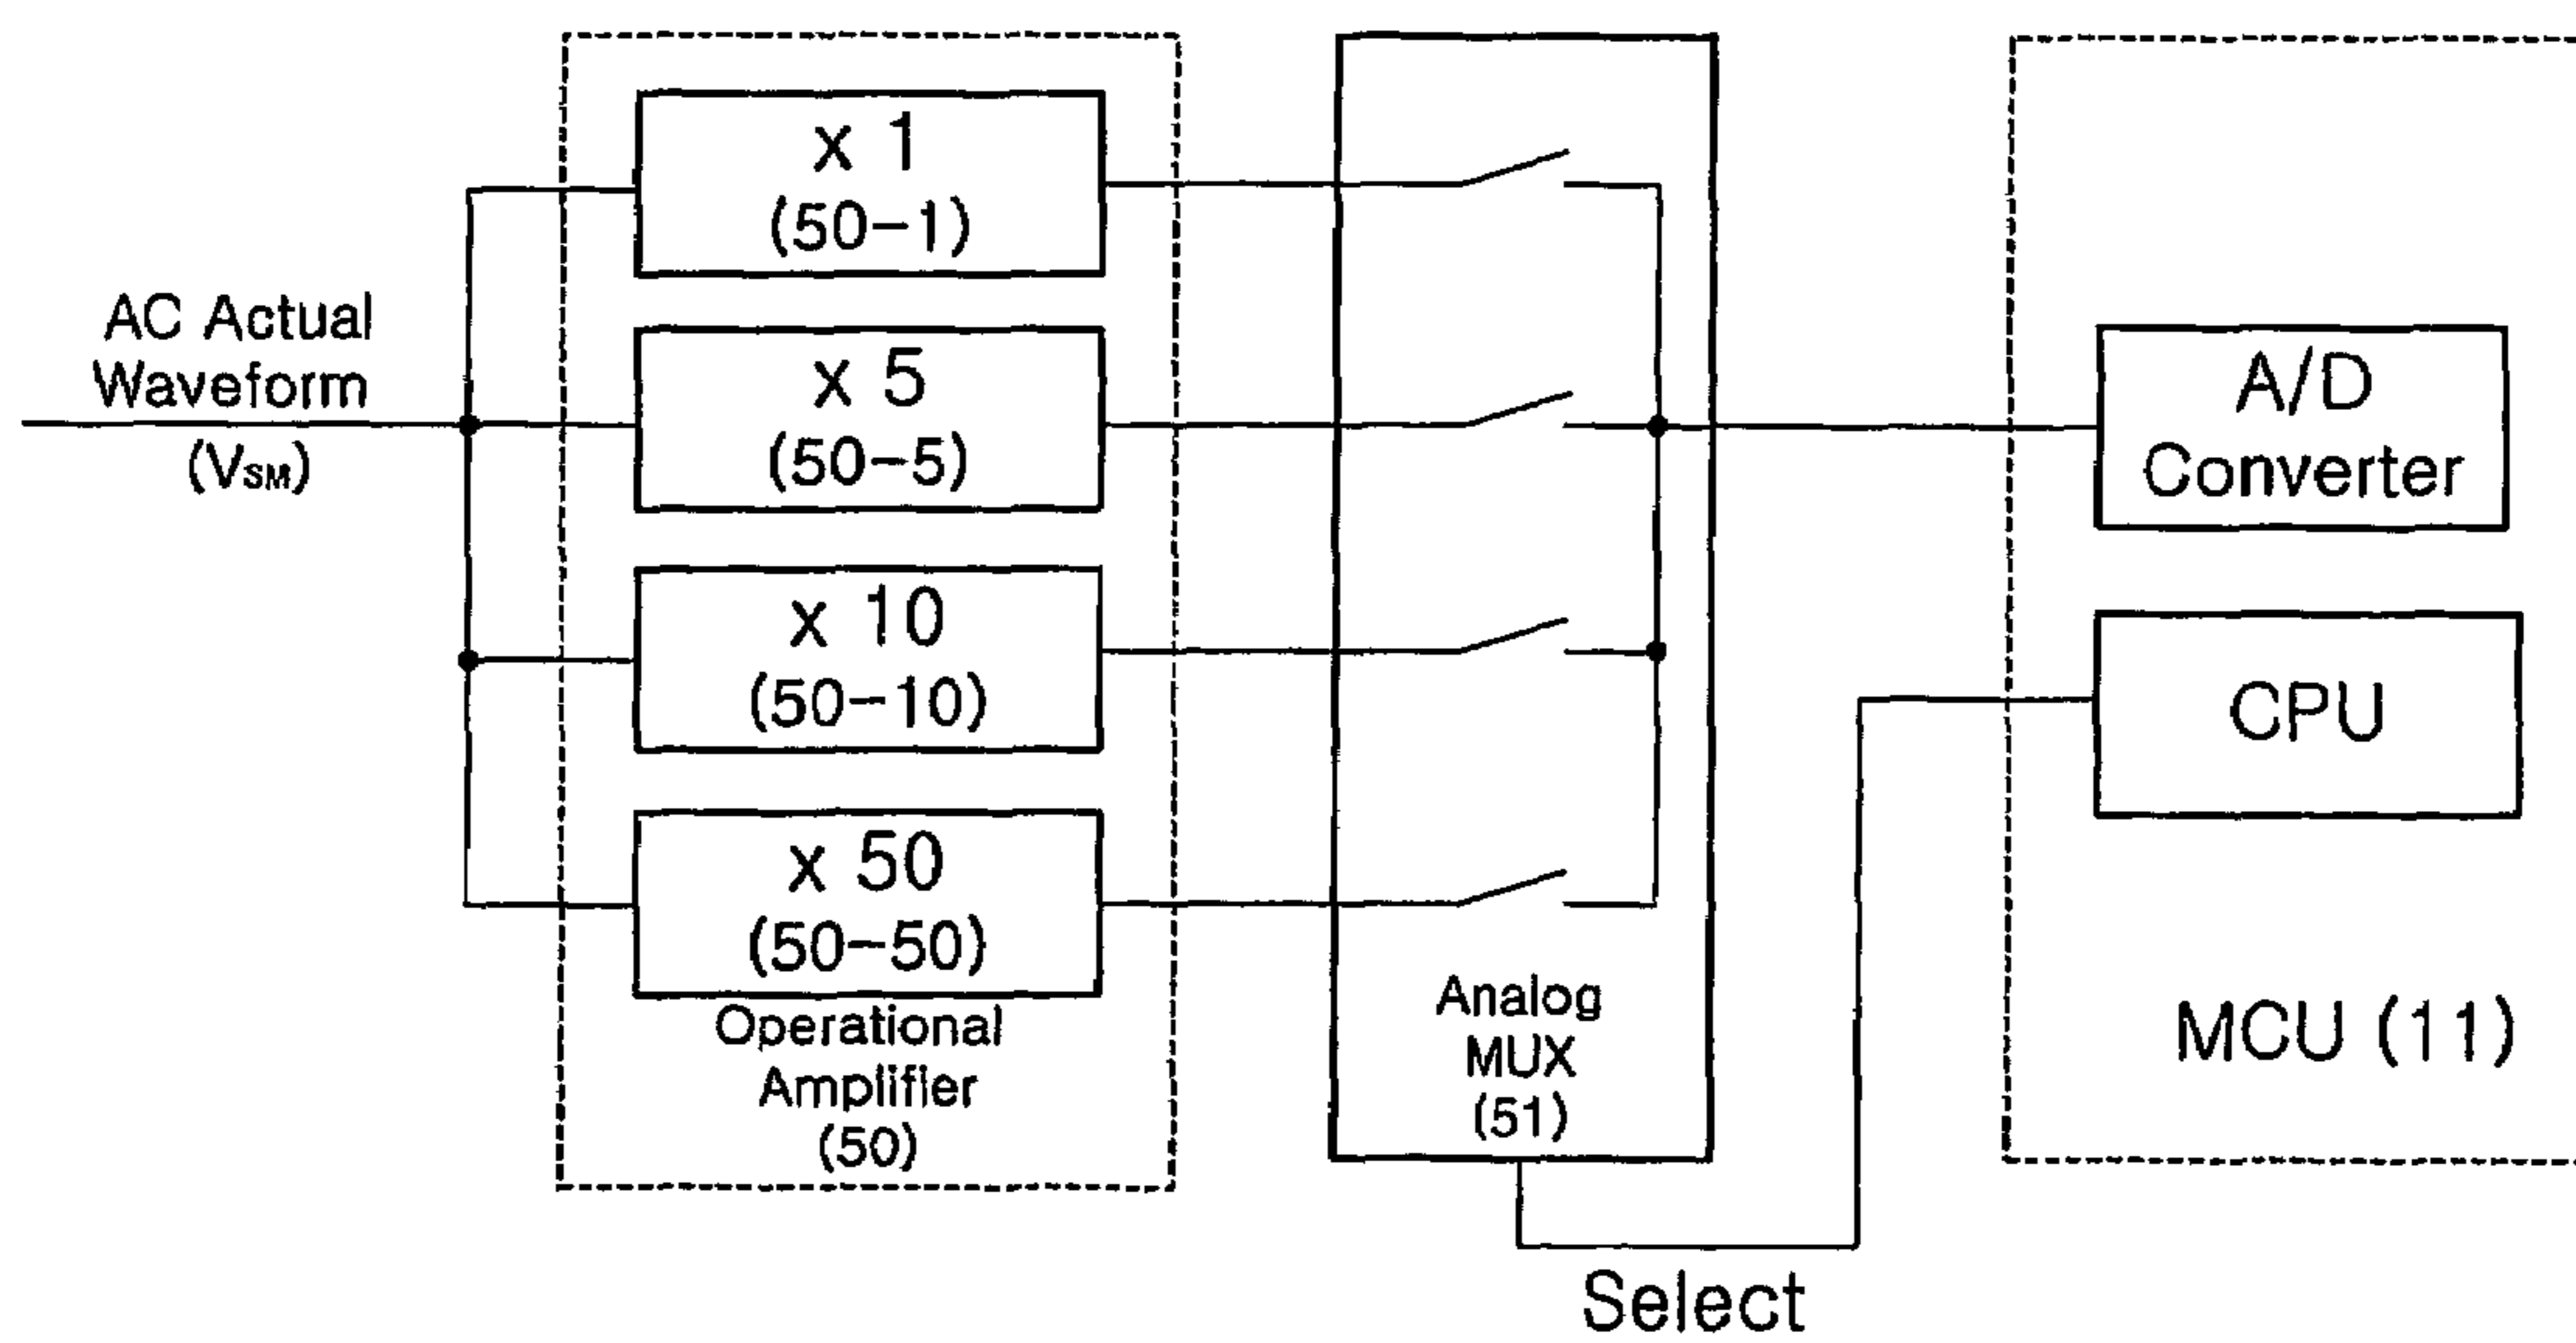 AC Actual
Waveform
(VSM)
x 1
(50-1)
x 5
(50-5)
x 10
(50-10)
x 50
(50-50)
Operational
Amplifier
(50)
Analog
MUX
(51)
Select
A/D
Converter
CPU
MCU (11)